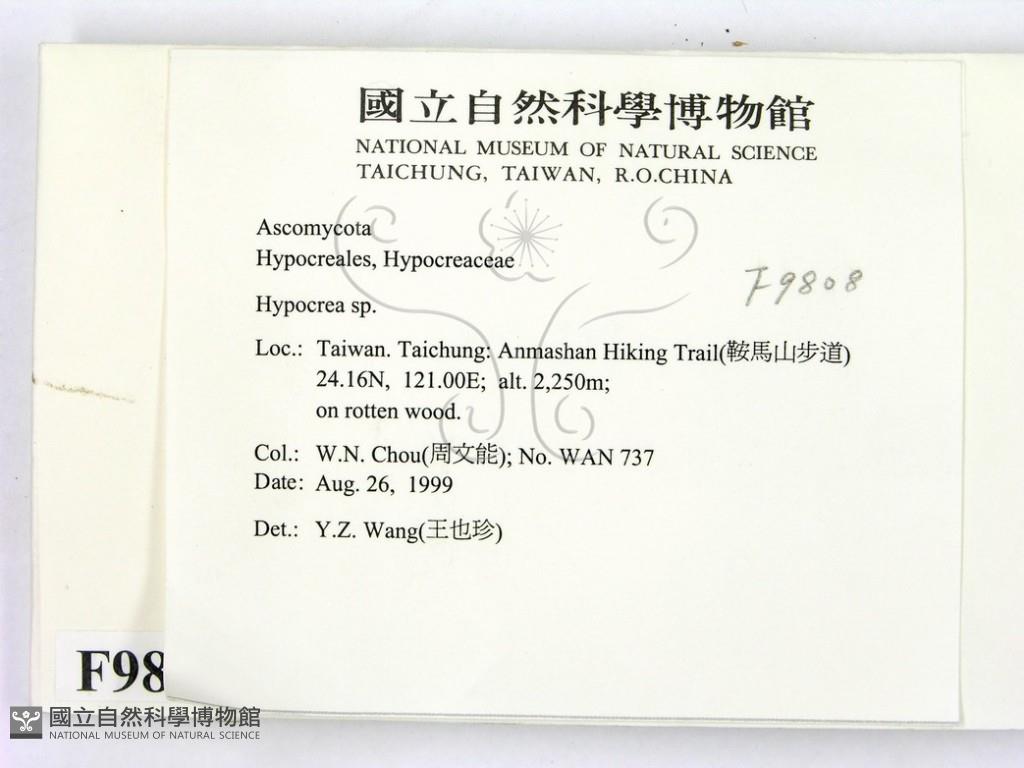 國立自然科學博物館
NATIONAL MUSEUM OF NATURAL SCIENCE
TAICHUNG, TAIWAN, R.O.CHINA
Ascomycota
Hypocreales, Hypocreaceae
F9808
Hypocrea sp.
Loc.: Taiwan. Taichung: Anmashan Hiking Trail(鞍馬山步道)
24.16N, 121.00E; alt. 2,250m;
on rotten wood.
Col.: W.N. Chou(周文能); No. WAN 737
Date: Aug. 26, 1999
Det.: Y.Z. Wang(王也珍)
F98
國立自然科學博物館
NATIONAL MUSEUM OF NATURAL SCIENCE